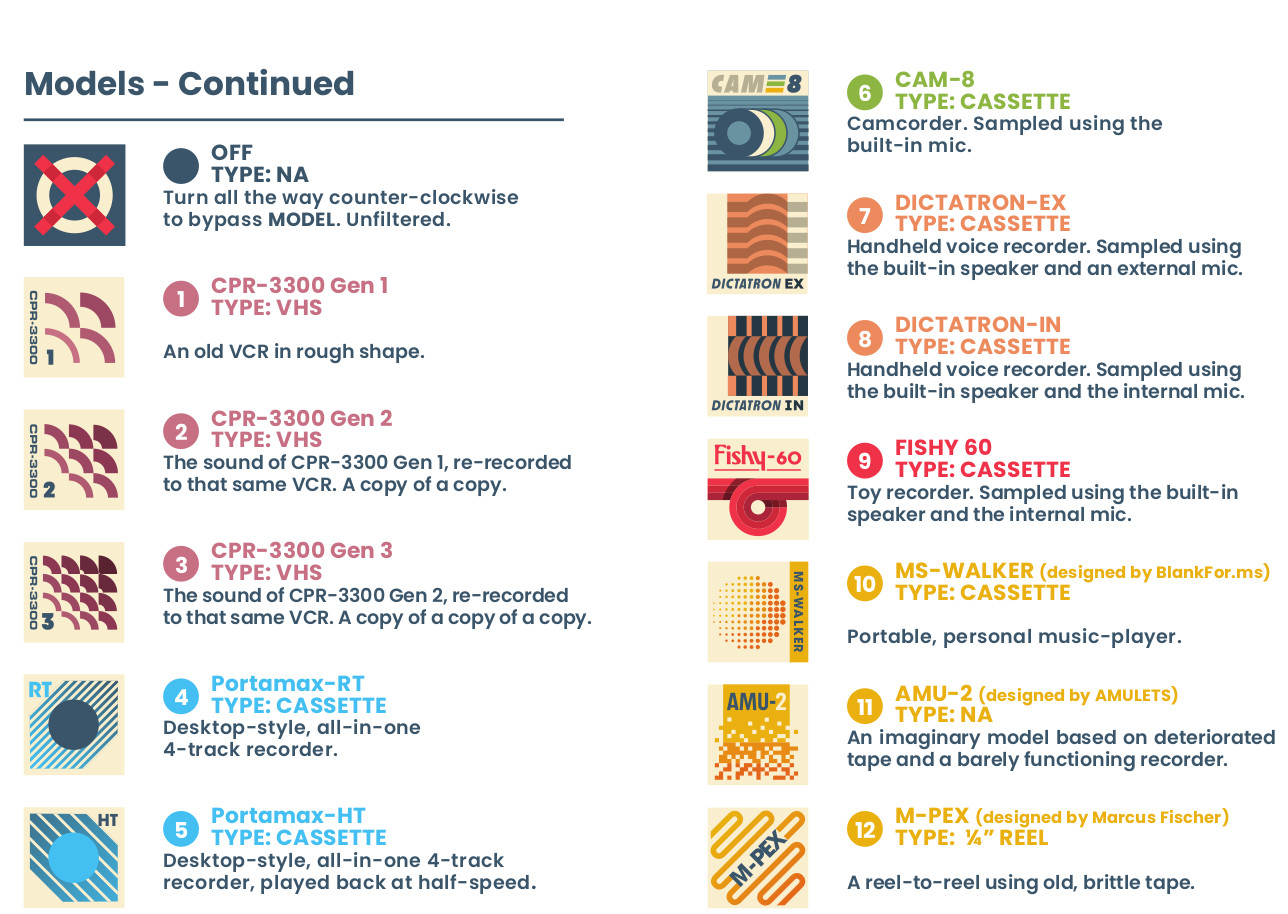 Models - Continued
OFF
TYPE: NA
Turn all the way counter-clockwise
to bypass MODEL. Unfiltered.
CPR-3300
1
1
CPR-3300 Gen 1
TYPE: VHS
An old VCR in rough shape.
CPR-3300
2
2
CPR-3300 Gen 2
TYPE: VHS
The sound of CPR-3300 Gen 1, re-recorded
to that same VCR. A copy of a copy.
CPR-3300
3
3
CPR-3300 Gen 3
TYPE: VHS
The sound of CPR-3300 Gen 2, re-recorded
to that same VCR. A copy of a copy of a copy.
RT
4
Portamax-RT
TYPE: CASSETTE
Desktop-style, all-in-one
4-track recorder.
HT
5
Portamax-HT
TYPE: CASSETTE
Desktop-style, all-in-one 4-track
recorder, played back at half-speed.
CAM 8
6
CAM-8
TYPE: CASSETTE
Camcorder. Sampled using the
built-in mic.
DICTATRON EX
7
DICTATRON-EX
TYPE: CASSETTE
Handheld voice recorder. Sampled using
the built-in speaker and an external mic.
DICTATRON IN
8
DICTATRON-IN
TYPE: CASSETTE
Handheld voice recorder. Sampled using
the built-in speaker and the internal mic.
Fishy-60
9
FISHY 60
TYPE: CASSETTE
Toy recorder. Sampled using the built-in
speaker and the internal mic.
MS-WALKER
10
MS-WALKER (designed by BlankFor.ms)
TYPE: CASSETTE
Portable, personal music-player.
AMU-2
11
AMU-2 (designed by AMULETS)
TYPE: NA
An imaginary model based on deteriorated
tape and a barely functioning recorder.
M-PEX
12
M-PEX (designed by Marcus Fischer)
TYPE: ¼” REEL
A reel-to-reel using old, brittle tape.